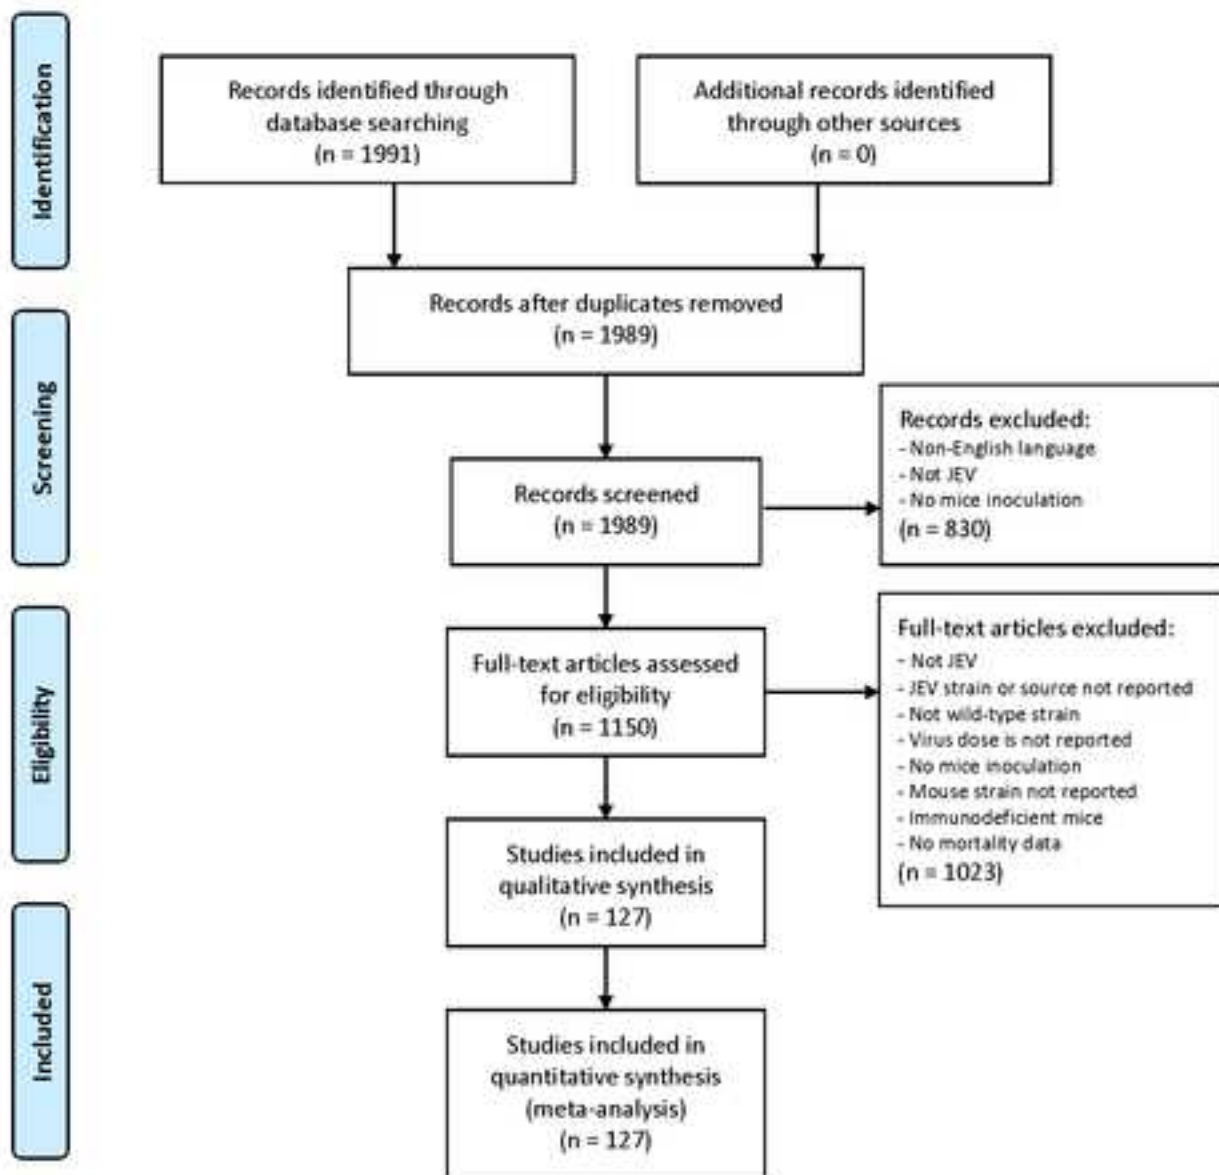 Identification
Records identified through
database searching
(n = 1991)
Additional records identified
through other sources
(n = 0)
Records after duplicates removed
(n = 1989)
Screening
Records screened
(n = 1989)
Records excluded:
- Non-English language
- Not JEV
- No mice inoculation
(n = 830)
Eligibility
Full-text articles assessed
for eligibility
(n = 1150)
Full-text articles excluded:
- Not JEV
- JEV strain or source not reported
- Not wild-type strain
- Virus dose is not reported
- No mice inoculation
- Mouse strain not reported
- Immunodeficient mice
- No mortality data
(n = 1023)
Studies included in
qualitative synthesis
(n = 127)
Included
Studies included in
quantitative synthesis
(meta-analysis)
(n = 127)